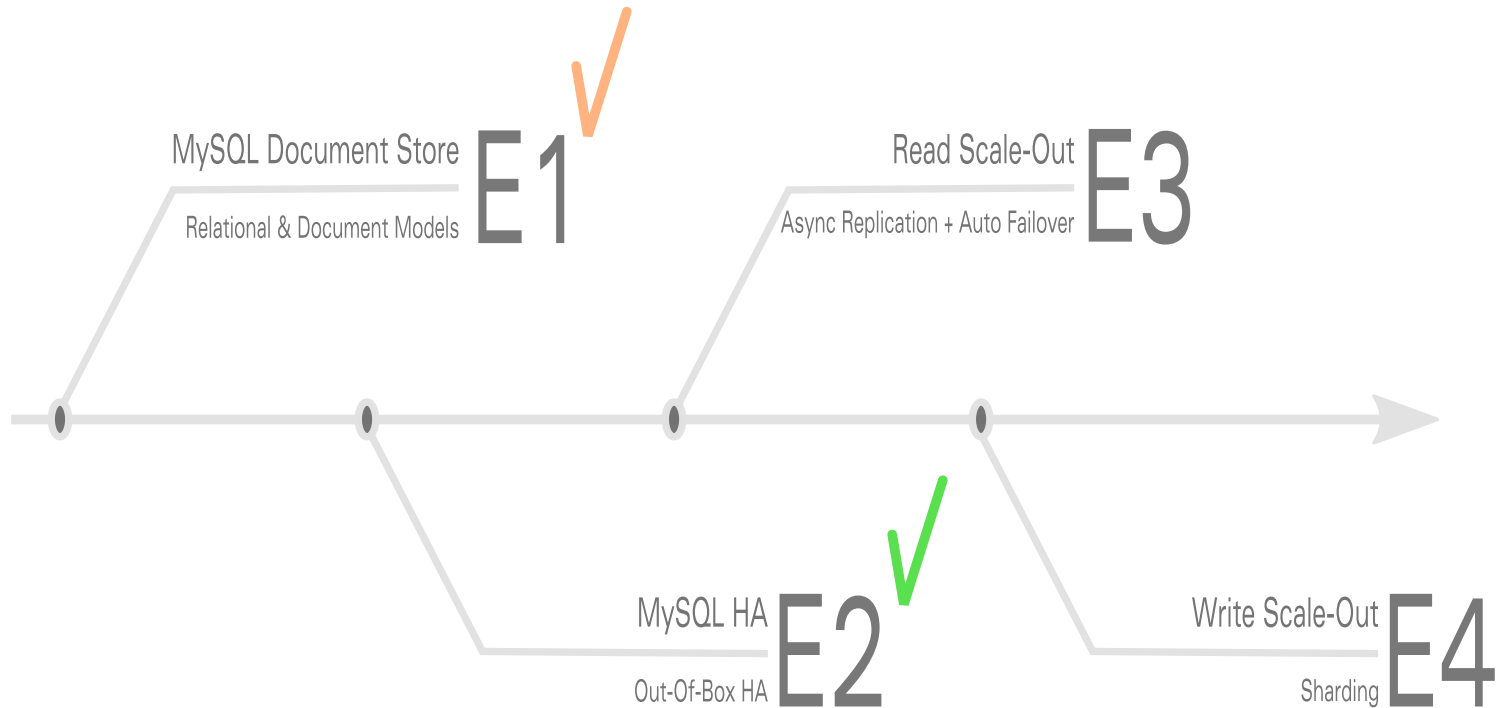 MySQL Document Store
E1
Relational & Document Models
Read Scale-Out
E3
Async Replication + Auto Failover
MySQL HA
E2
Out-Of-Box HA
Write Scale-Out
E4
Sharding